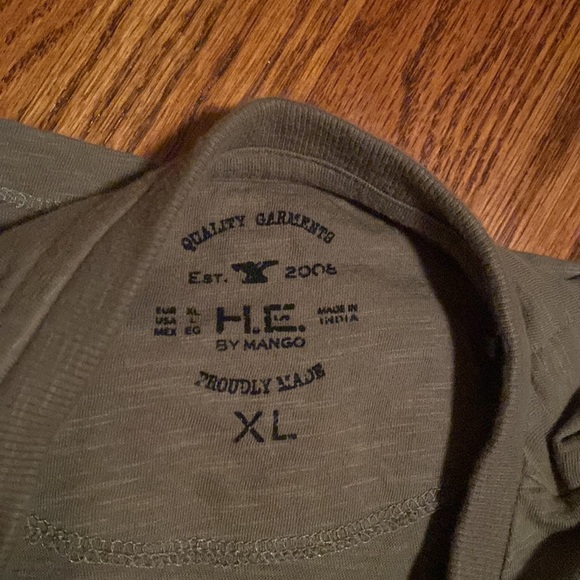 QUALITY GARMENTS
EST. 2008
EUR XL
USA L
MEX EG
H.E.
BY MANGO
MADE IN
INDIA
PROUDLY MADE
XL